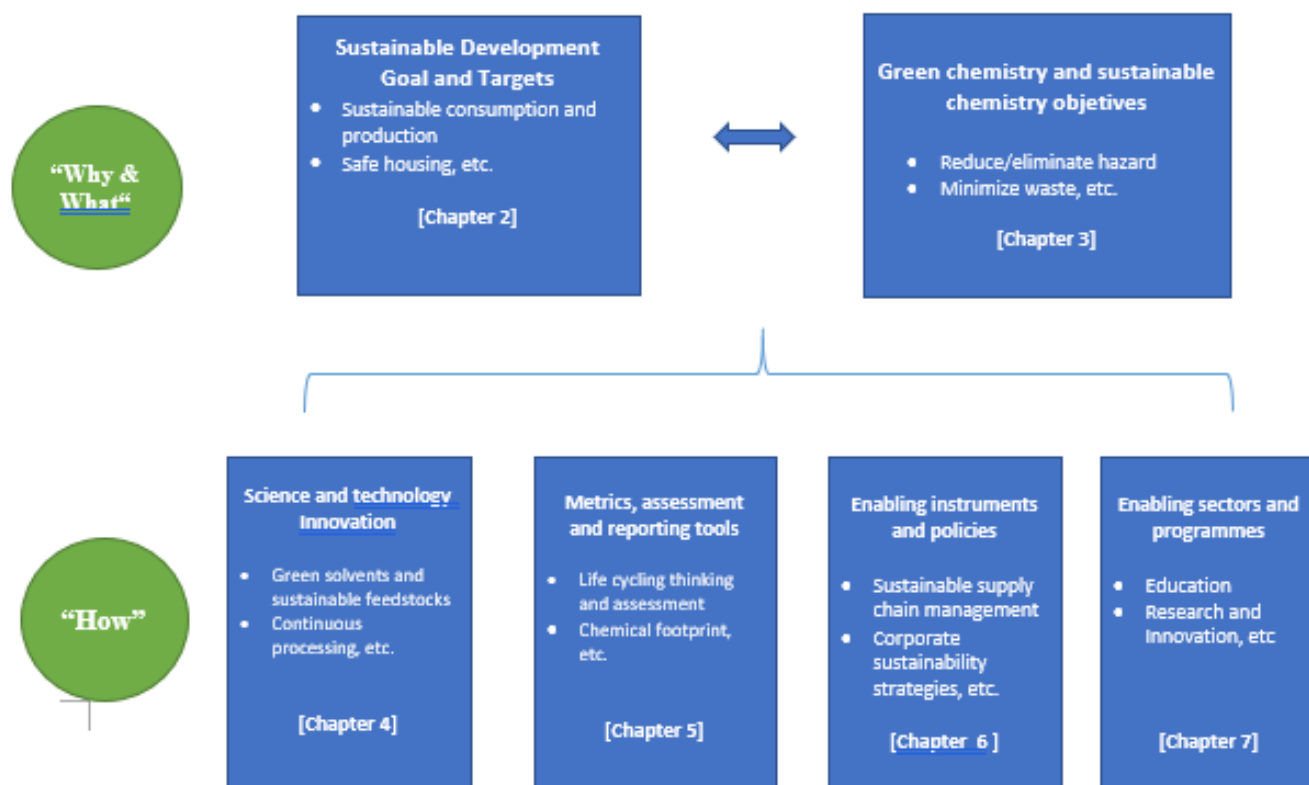 Sustainable Development
Goal and Targets
• Sustainable consumption and
production
• Safe housing, etc.
[Chapter 2]
Green chemistry and sustainable
chemistry objetives
• Reduce/eliminate hazard
• Minimize waste, etc.
[Chapter 3]
“Why &
What“
Science and technology
Innovation
• Green solvents and
sustainable feedstocks
• Continuous
processing, etc.
[Chapter 4]
Metrics, assessment
and reporting tools
• Life cycling thinking
and assessment
• Chemical footprint,
etc.
[Chapter 5]
Enabling instruments
and policies
• Sustainable supply
chain management
• Corporate
sustainability
strategies, etc.
[Chapter 6 ]
Enabling sectors and
programmes
• Education
• Research and
Innovation, etc
[Chapter 7]
“How”